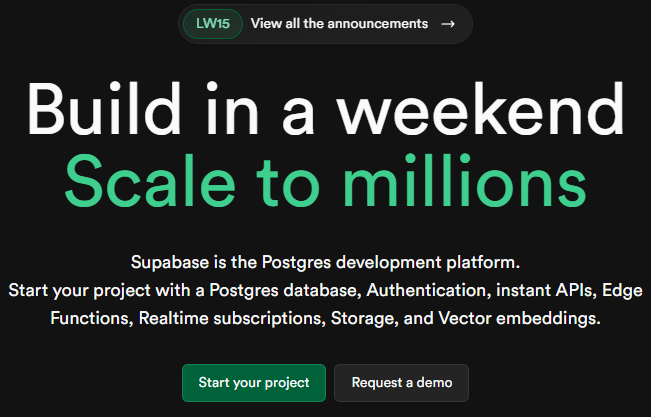 LW15 View all the announcements →
Build in a weekend
Scale to millions
Supabase is the Postgres development platform.
Start your project with a Postgres database, Authentication, instant APIs, Edge
Functions, Realtime subscriptions, Storage, and Vector embeddings.
Start your project Request a demo